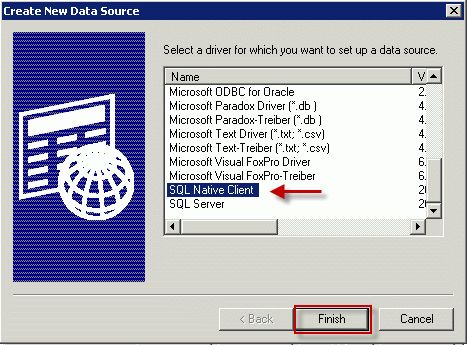 Create New Data Source
Select a driver for which you want to set up a data source.
Name V
Microsoft ODBC for Oracle 2.
Microsoft Paradox Driver (*.db ) 4.
Microsoft Paradox-Treiber (*.db ) 4.
Microsoft Text Driver (*.txt; *.csv) 4.
Microsoft Text-Treiber (*.txt; *.csv) 4.
Microsoft Visual FoxPro Driver 6.
Microsoft Visual FoxPro-Treiber 6.
SQL Native Client 20
SQL Server 20
< Back Finish Cancel